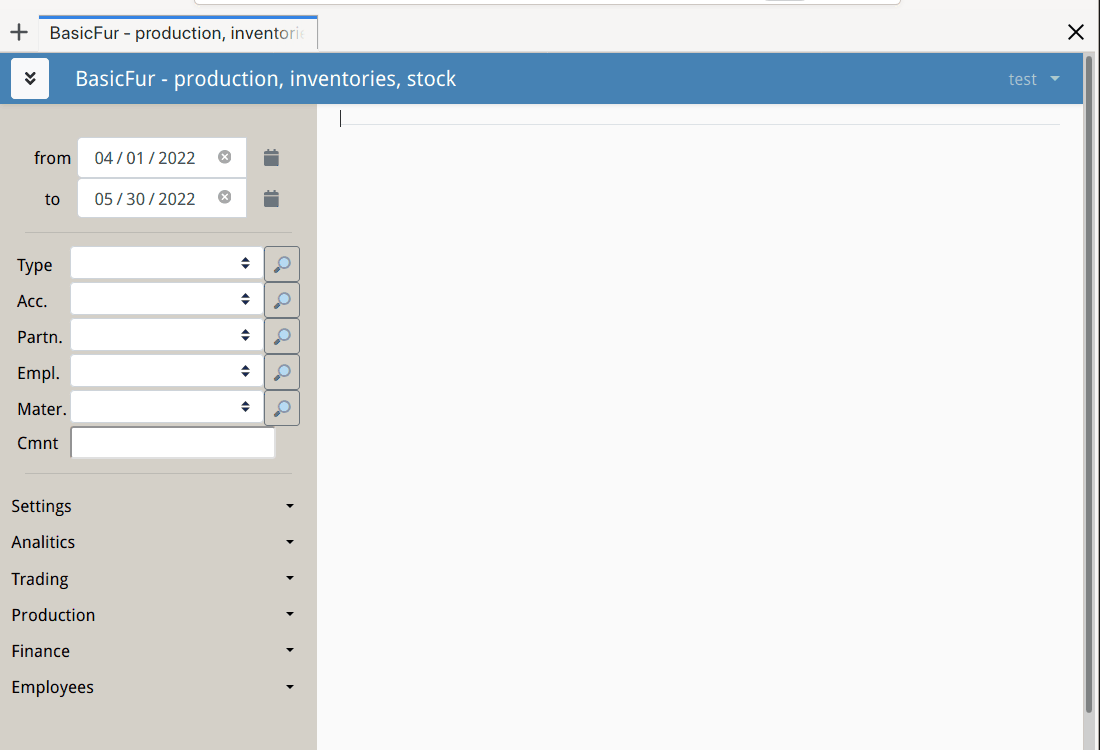 BasicFur - production, inventori
BasicFur - production, inventories, stock
test
from 04 / 01 / 2022
to 05 / 30 / 2022
Type
Acc.
Partn.
Empl.
Mater.
Cmnt
Settings
Analitics
Trading
Production
Finance
Employees